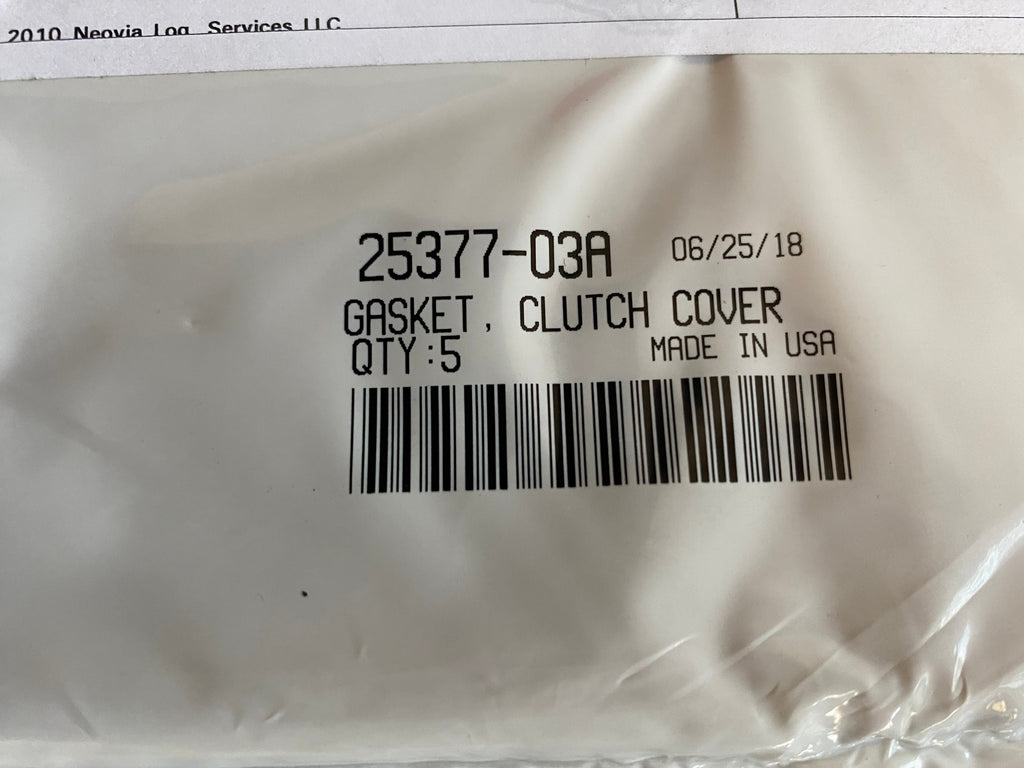 2010 Neovia Log. Services LLC
25377-03A 06/25/18
GASKET, CLUTCH COVER
QTY:5 MADE IN USA